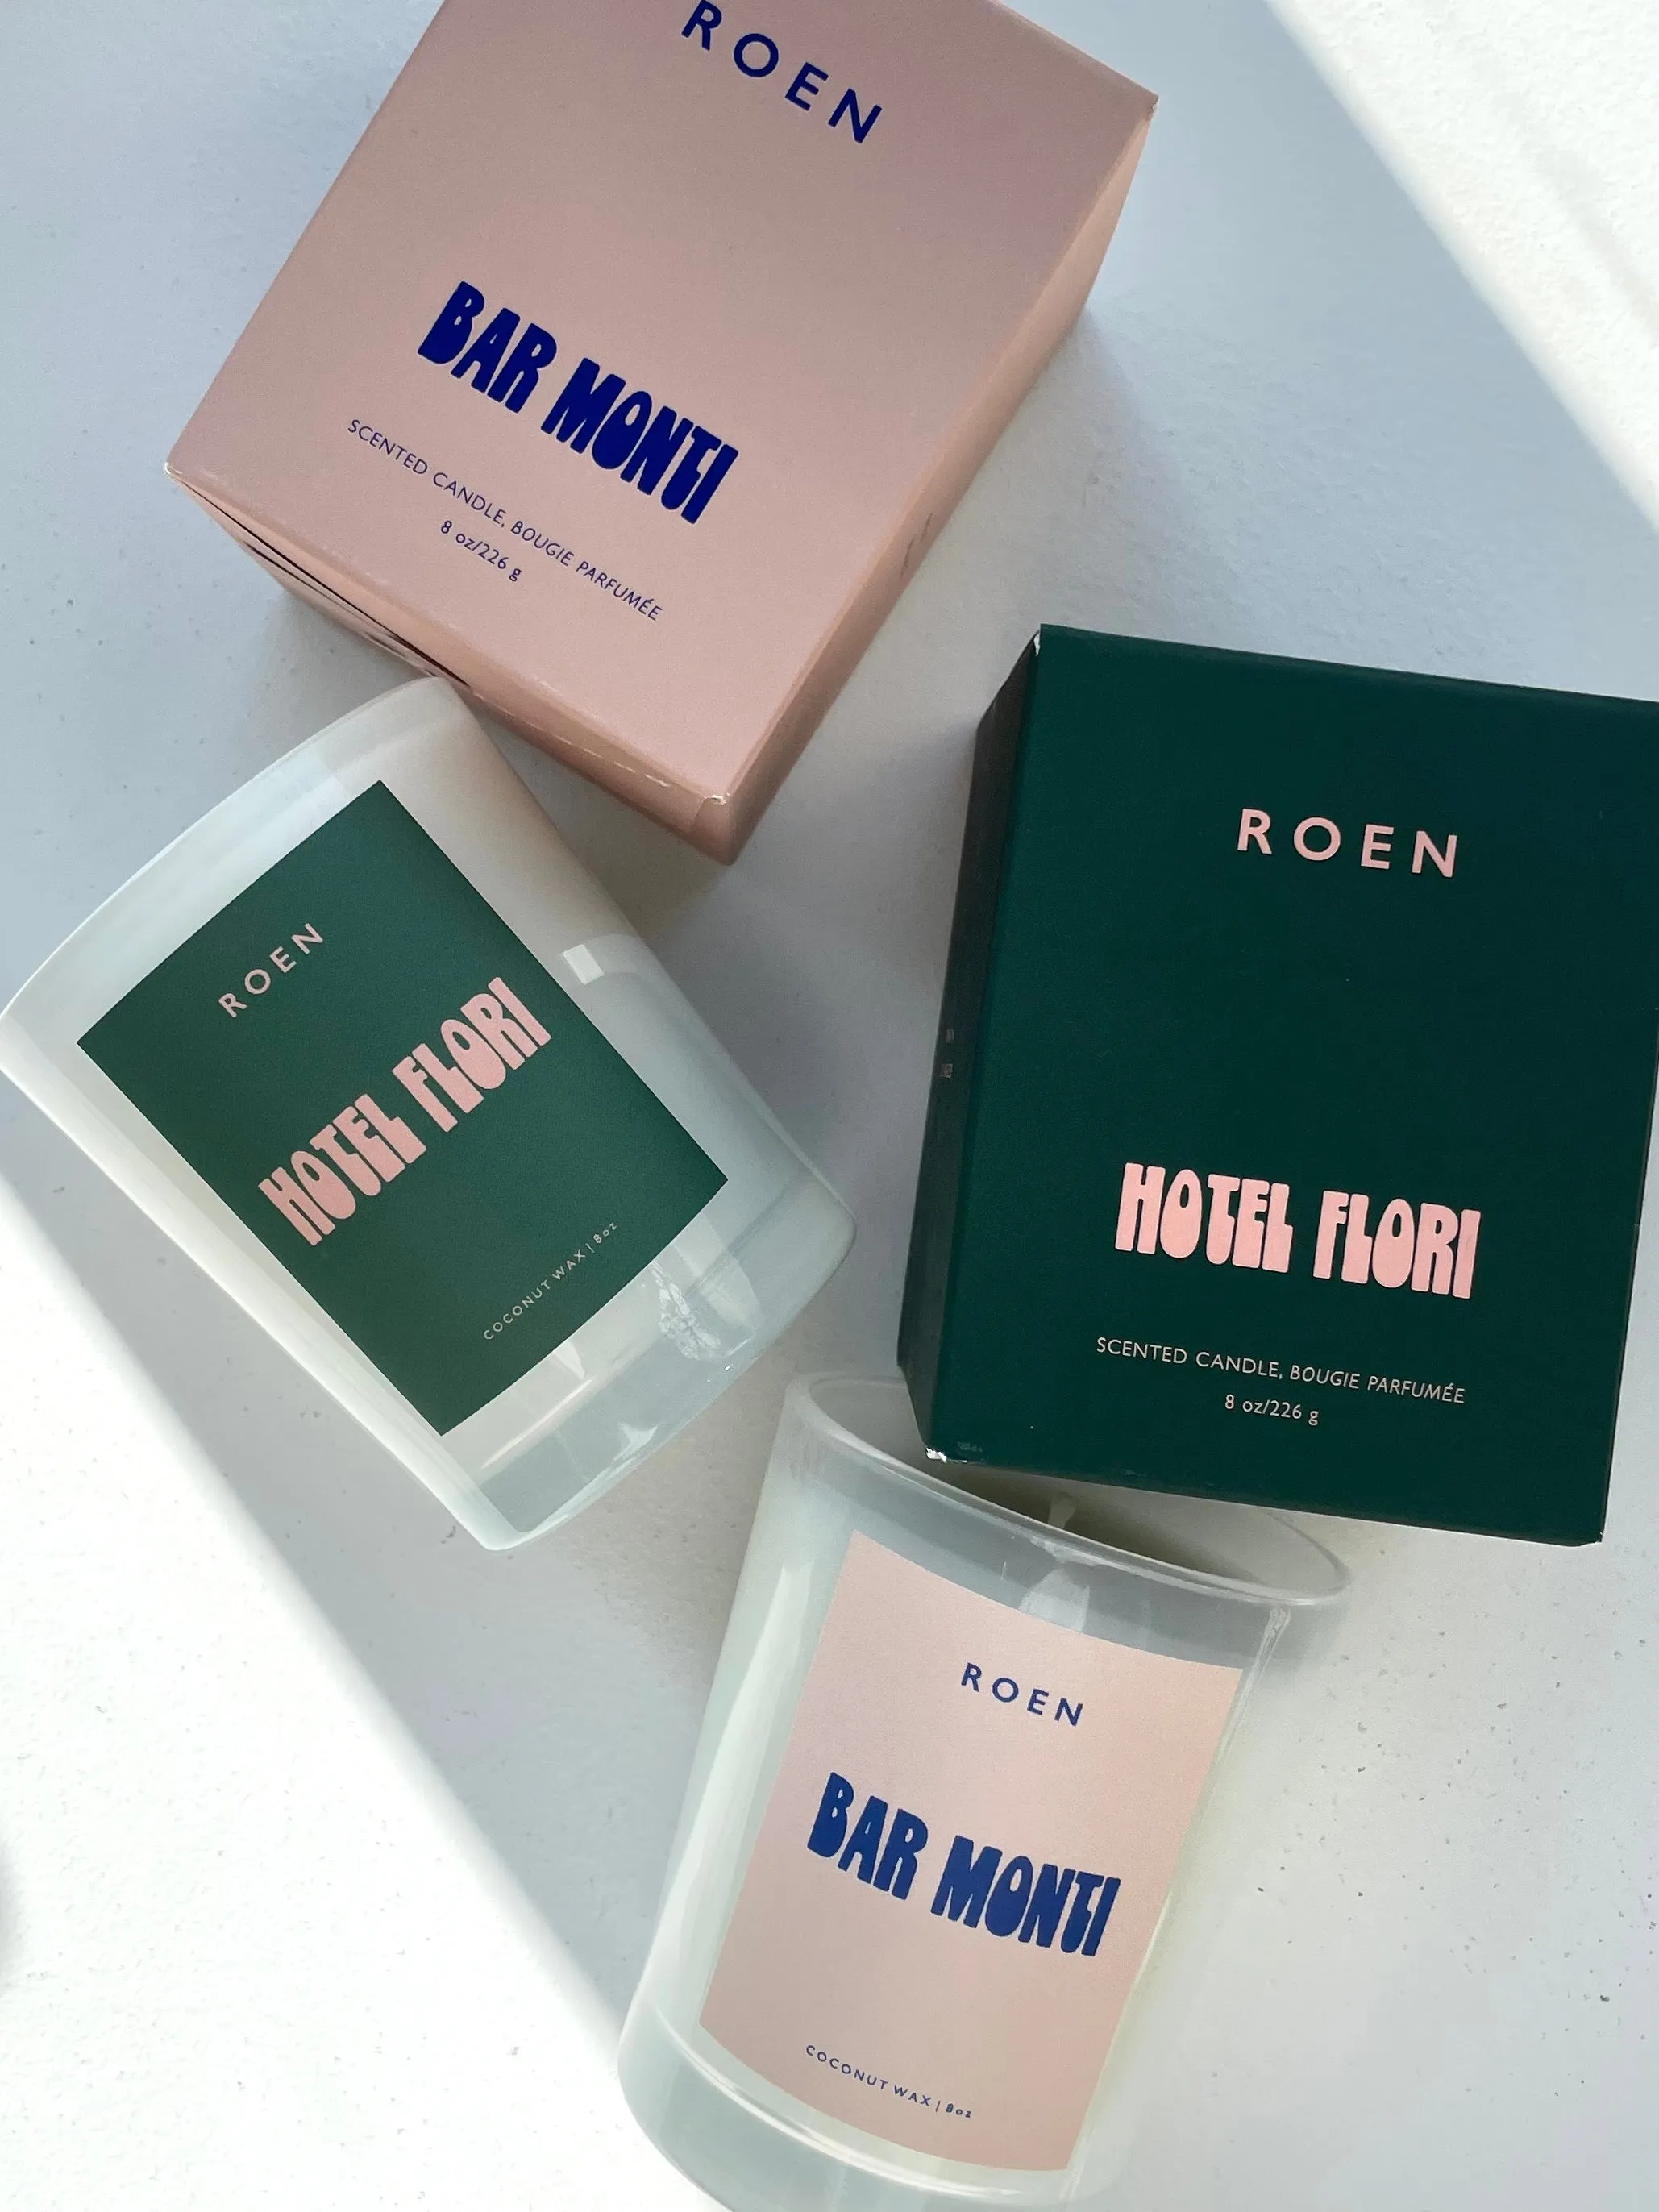 ROEN
BAR MONTI
SCENTED CANDLE, BOUGIE PARFUMÉE
8 oz/226 g
ROEN
HOTEL FLORI
COCONUT WAX | 8oz
ROEN
HOTEL FLORI
SCENTED CANDLE, BOUGIE PARFUMÉE
8 oz/226 g
ROEN
BAR MONTI
COCONUT WAX | 8oz